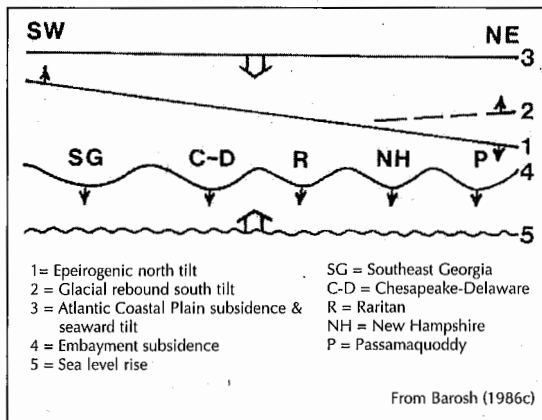 SW NE
3
2
1
SG C-D R NH P 4
5
1= Epeirogenic north tilt
2 = Glacial rebound south tilt
3 = Atlantic Coastal Plain subsidence &
seaward tilt
4 = Embayment subsidence
5 = Sea level rise
SG = Southeast Georgia
C-D = Chesapeake-Delaware
R = Raritan
NH = New Hampshire
P = Passamaquoddy
From Barosh (1986c)